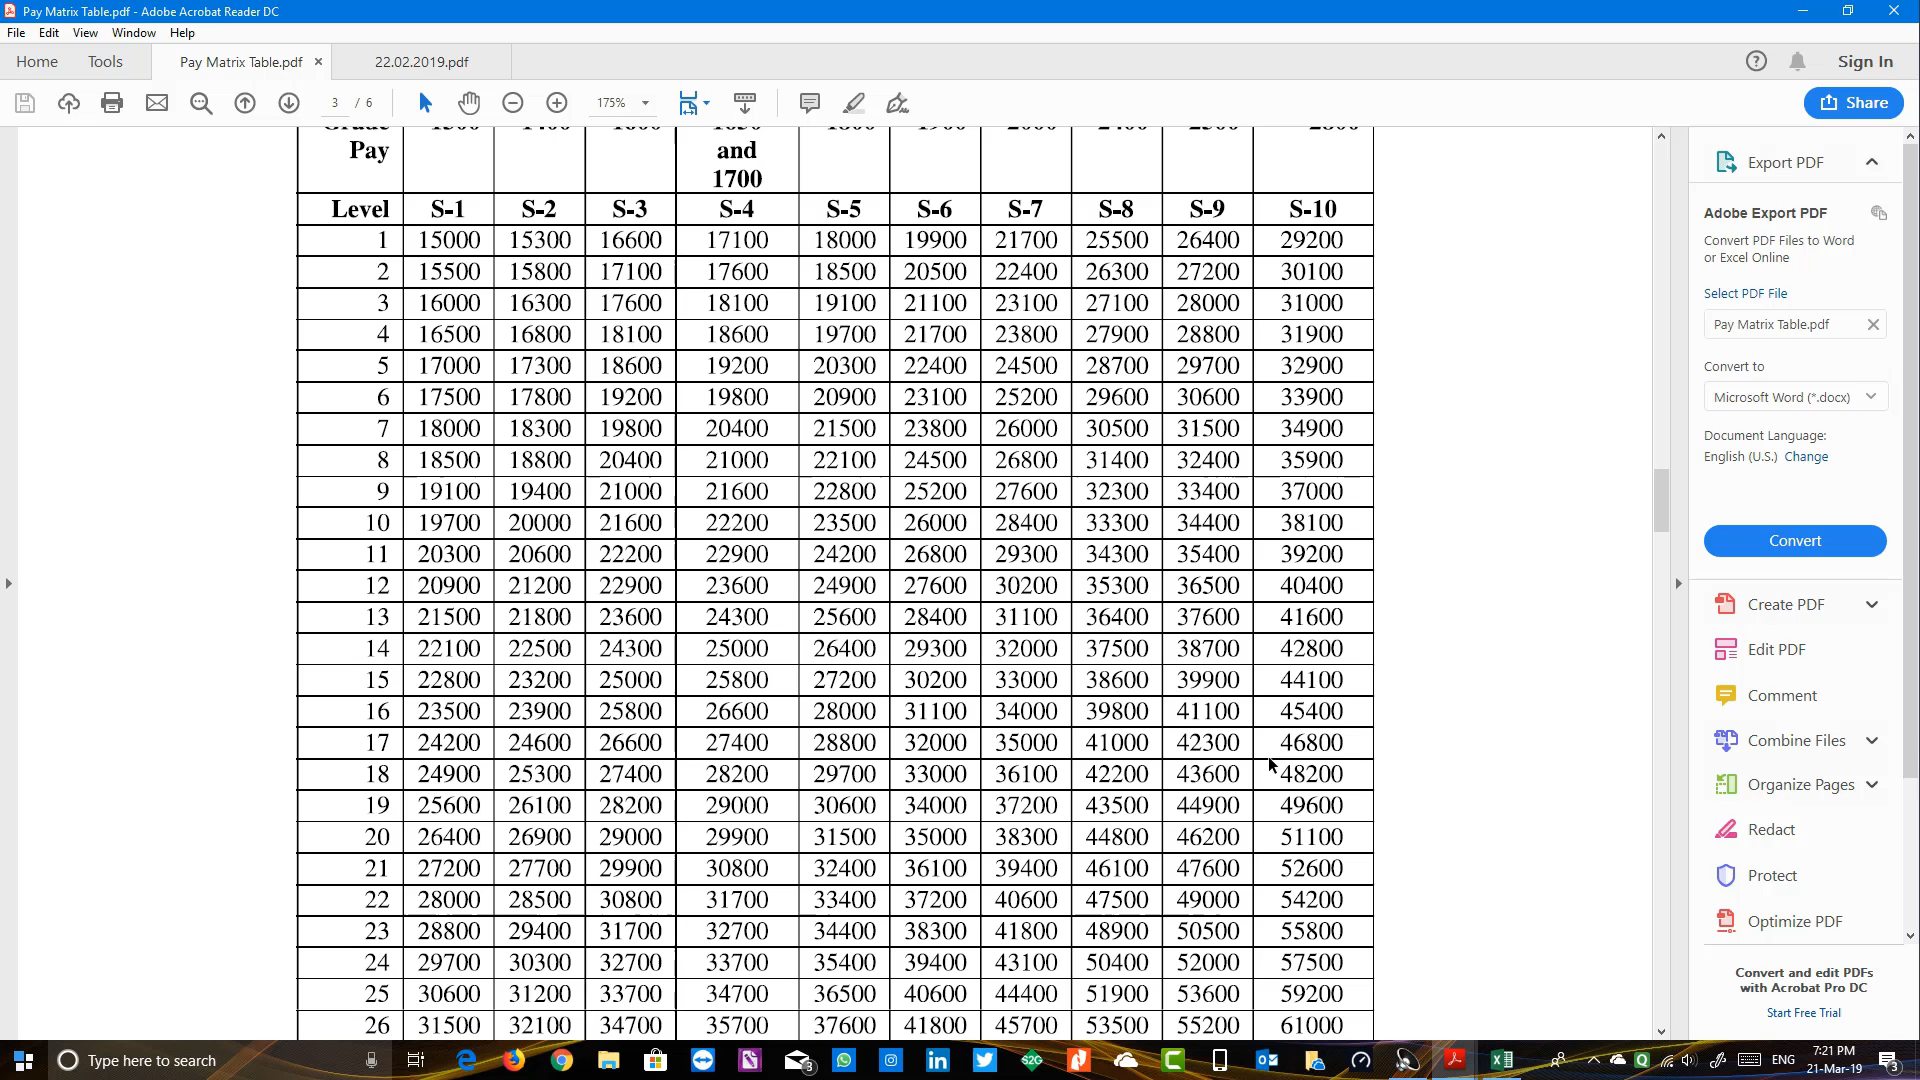 Pay Matrix Table.pdf - Adobe Acrobat Reader DC
File Edit View Window Help
Home Tools Pay Matrix Table.pdf 22.02.2019.pdf Sign In
3 / 6 175% Share
Pay and
1700
Level S-1 S-2 S-3 S-4 S-5 S-6 S-7 S-8 S-9 S-10
1 15000 15300 16600 17100 18000 19900 21700 25500 26400 29200
2 15500 15800 17100 17600 18500 20500 22400 26300 27200 30100
3 16000 16300 17600 18100 19100 21100 23100 27100 28000 31000
4 16500 16800 18100 18600 19700 21700 23800 27900 28800 31900
5 17000 17300 18600 19200 20300 22400 24500 28700 29700 32900
6 17500 17800 19200 19800 20900 23100 25200 29600 30600 33900
7 18000 18300 19800 20400 21500 23800 26000 30500 31500 34900
8 18500 18800 20400 21000 22100 24500 26800 31400 32400 35900
9 19100 19400 21000 21600 22800 25200 27600 32300 33400 37000
10 19700 20000 21600 22200 23500 26000 28400 33300 34400 38100
11 20300 20600 22200 22900 24200 26800 29300 34300 35400 39200
12 20900 21200 22900 23600 24900 27600 30200 35300 36500 40400
13 21500 21800 23600 24300 25600 28400 31100 36400 37600 41600
14 22100 22500 24300 25000 26400 29300 32000 37500 38700 42800
15 22800 23200 25000 25800 27200 30200 33000 38600 39900 44100
16 23500 23900 25800 26600 28000 31100 34000 39800 41100 45400
17 24200 24600 26600 27400 28800 32000 35000 41000 42300 46800
18 24900 25300 27400 28200 29700 33000 36100 42200 43600 48200
19 25600 26100 28200 29000 30600 34000 37200 43500 44900 49600
20 26400 26900 29000 29900 31500 35000 38300 44800 46200 51100
21 27200 27700 29900 30800 32400 36100 39400 46100 47600 52600
22 28000 28500 30800 31700 33400 37200 40600 47500 49000 54200
23 28800 29400 31700 32700 34400 38300 41800 48900 50500 55800
24 29700 30300 32700 33700 35400 39400 43100 50400 52000 57500
25 30600 31200 33700 34700 36500 40600 44400 51900 53600 59200
26 31500 32100 34700 35700 37600 41800 45700 53500 55200 61000
Export PDF
Adobe Export PDF
Convert PDF Files to Word
or Excel Online
Select PDF File
Pay Matrix Table.pdf
Convert to
Microsoft Word (*.docx)
Document Language:
English (U.S.) Change
Convert
Create PDF
Edit PDF
Comment
Combine Files
Organize Pages
Redact
Protect
Optimize PDF
Convert and edit PDFs
with Acrobat Pro DC
Start Free Trial
Type here to search
3
S2G
ENG
7:21 PM
21-Mar-19
3